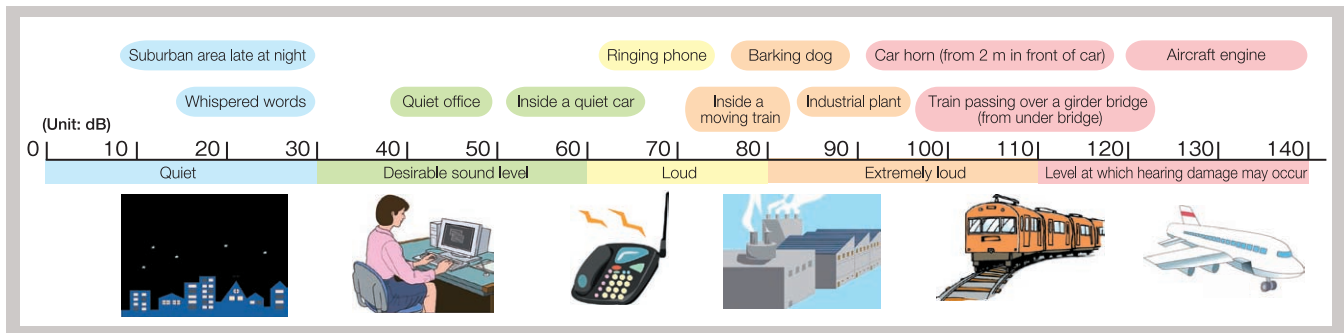 Suburban area late at night
Ringing phone
Barking dog
Car horn (from 2 m in front of car)
Aircraft engine
Whispered words
Quiet office
Inside a quiet car
Inside a
moving train
Industrial plant
Train passing over a girder bridge
(from under bridge)
(Unit: dB)
0 10 20 30 40 50 60 70 80 90 100 110 120 130 140
Quiet
Desirable sound level
Loud
Extremely loud
Level at which hearing damage may occur